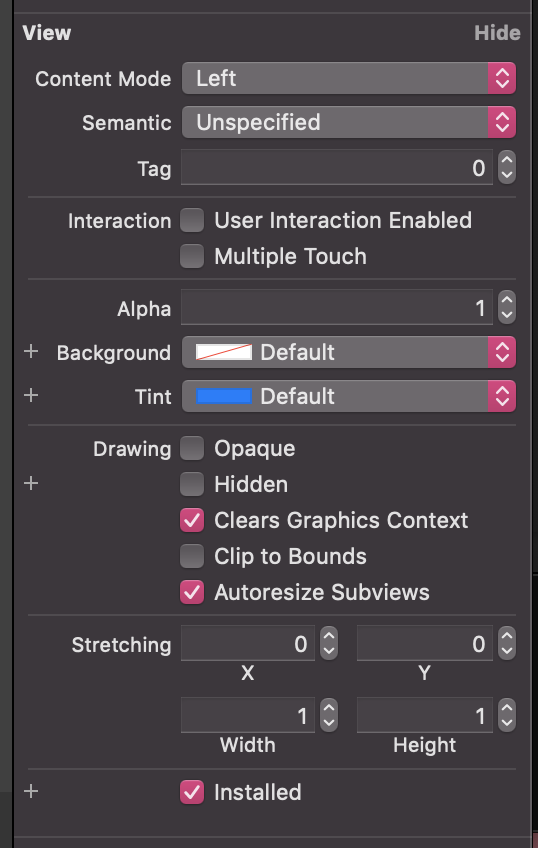 View Hide
Content Mode Left
Semantic Unspecified
Tag 0
Interaction User Interaction Enabled
Multiple Touch
Alpha 1
+ Background Default
+ Tint Default
Drawing Opaque
+ Hidden
Clears Graphics Context
Clip to Bounds
Autoresize Subviews
Stretching 0 0
X Y
1 1
Width Height
+ Installed